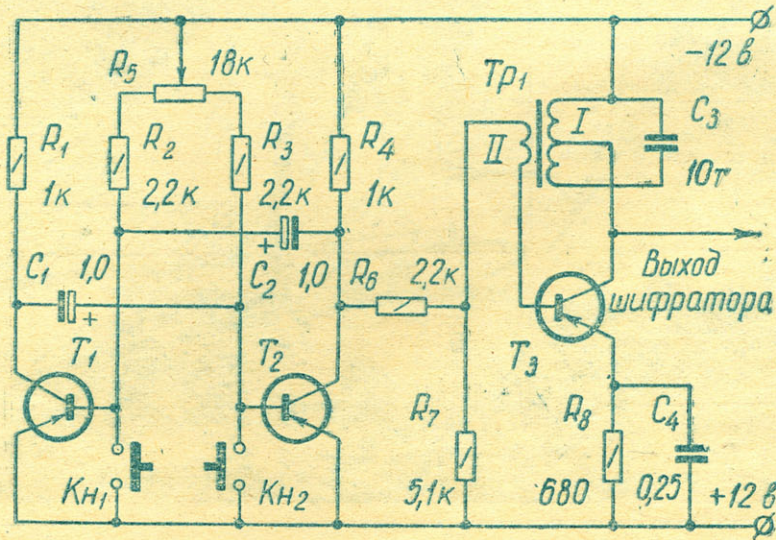 R5
18к
Тр1
−12 в
R1
1к
R2
2,2к
R3
2,2к
R4
1к
II
I
C3
10т
C1
1,0
+
+
C2
1,0
R6
2,2к
Выход
шифратора
T1
T2
T3
R7
5,1к
R8
680
C4
0,25
Кн1
Кн2
+12 в